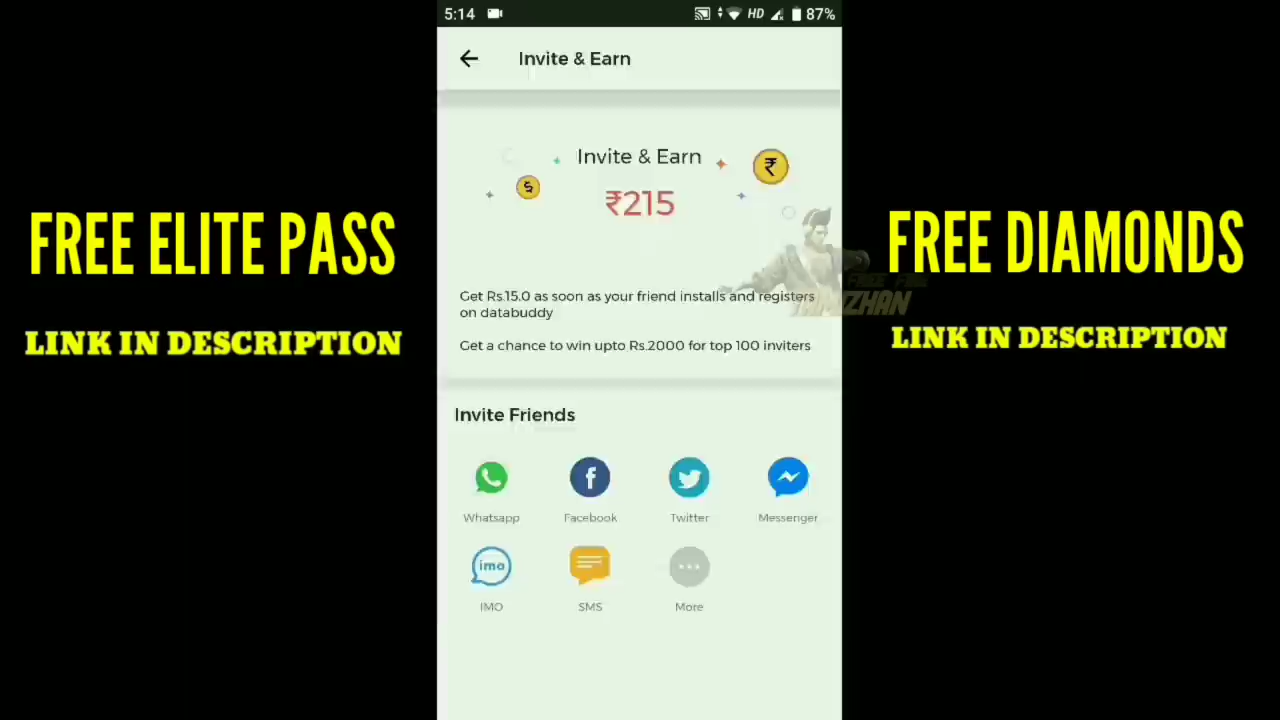 5:14
HD
87%
Invite & Earn
Invite & Earn
₹215
FREE ELITE PASS
LINK IN DESCRIPTION
FREE DIAMONDS
LINK IN DESCRIPTION
Get Rs.15.0 as soon as your friend installs and registers
on databuddy
Get a chance to win upto Rs.2000 for top 100 inviters
FREE FIRE
Invite Friends
Whatsapp
Facebook
Twitter
Messenger
imo
IMO
SMS
More